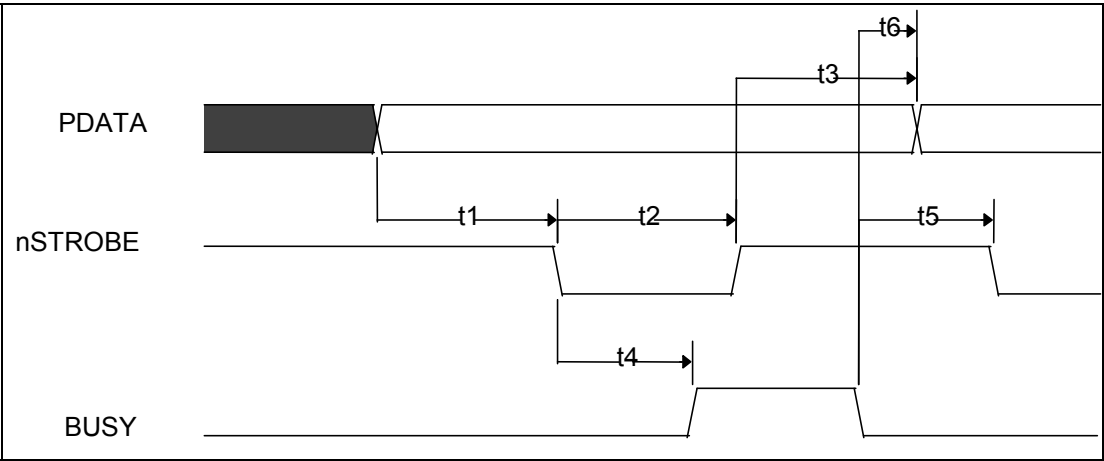 t6
t3
PDATA
t1 t2 t5
nSTROBE
t4
BUSY